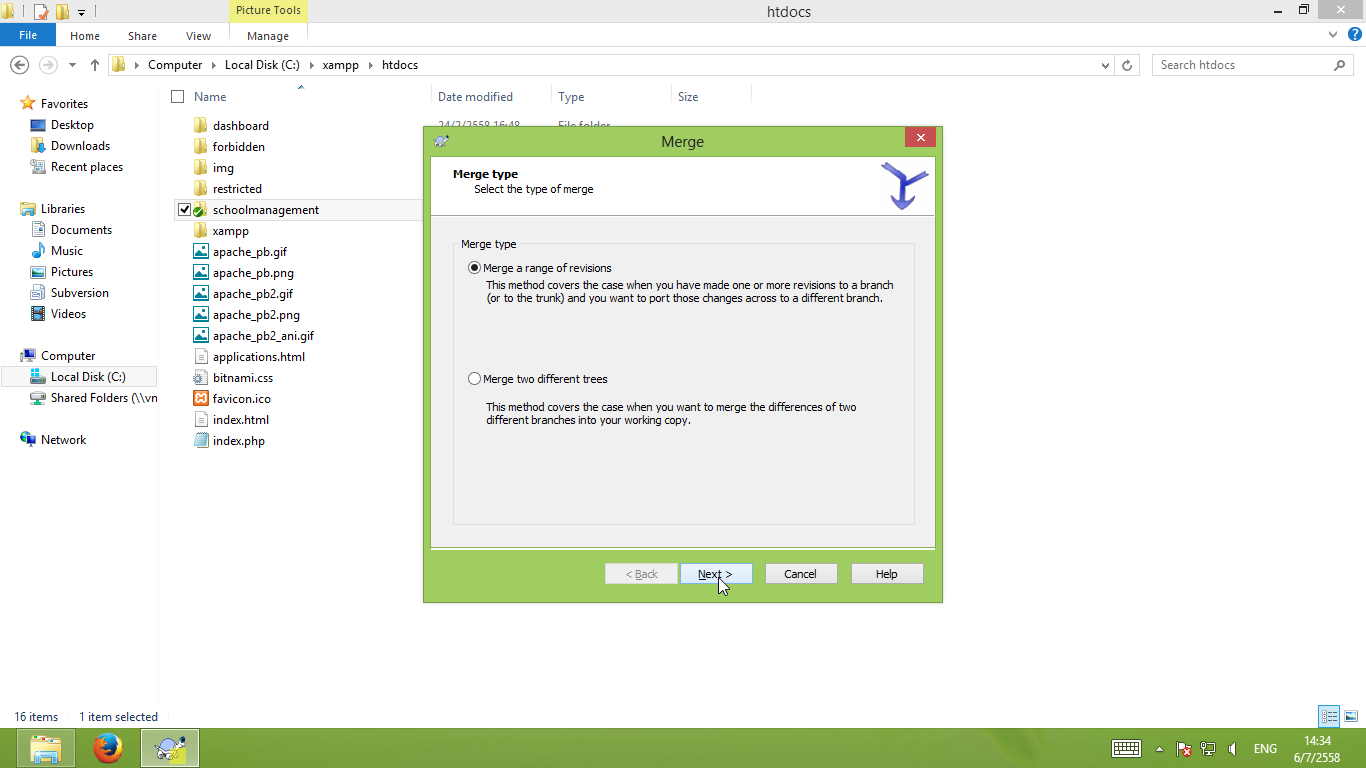 Picture Tools
htdocs
File
Home
Share
View
Manage
Computer
Local Disk (C:)
xampp
htdocs
Search htdocs
Favorites
Desktop
Downloads
Recent places
Libraries
Documents
Music
Pictures
Subversion
Videos
Computer
Local Disk (C:)
Shared Folders (\\vn
Network
Name
Date modified
Type
Size
dashboard
24/2/2558 16:48
File folder
forbidden
img
restricted
schoolmanagement
xampp
apache_pb.gif
apache_pb.png
apache_pb2.gif
apache_pb2.png
apache_pb2_ani.gif
applications.html
bitnami.css
favicon.ico
index.html
index.php
Merge
Merge type
Select the type of merge
Merge type
Merge a range of revisions
This method covers the case when you have made one or more revisions to a branch
(or to the trunk) and you want to port those changes across to a different branch.
Merge two different trees
This method covers the case when you want to merge the differences of two
different branches into your working copy.
< Back
Next >
Cancel
Help
16 items
1 item selected
ENG
14:34
6/7/2558